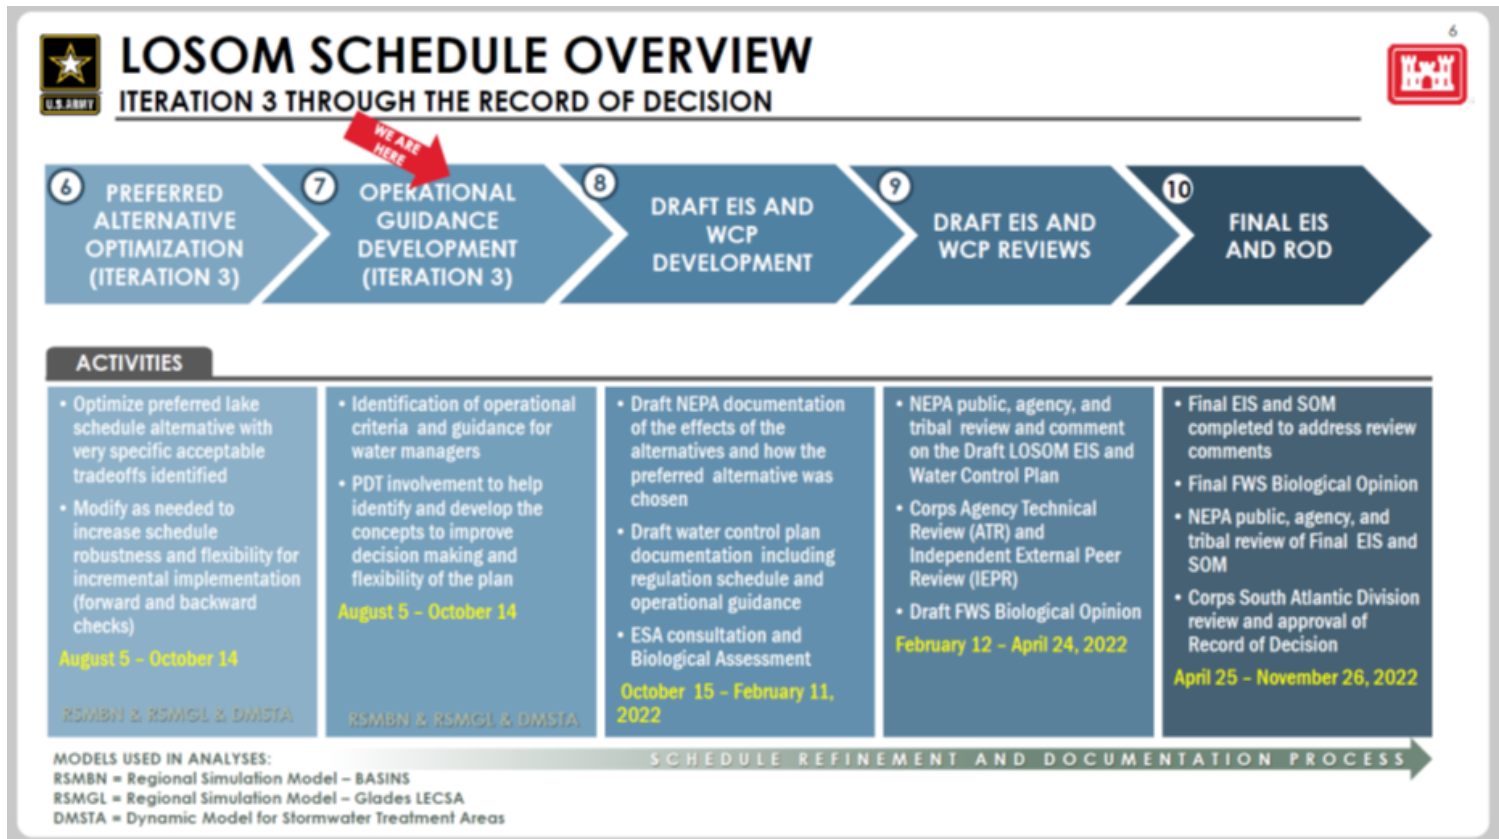 6
LOSOM SCHEDULE OVERVIEW
ITERATION 3 THROUGH THE RECORD OF DECISION
U.S.ARMY
WE ARE
HERE
6
PREFERRED
ALTERNATIVE
OPTIMIZATION
(ITERATION 3)
7
OPERATIONAL
GUIDANCE
DEVELOPMENT
(ITERATION 3)
8
DRAFT EIS AND
WCP
DEVELOPMENT
9
DRAFT EIS AND
WCP REVIEWS
10
FINAL EIS
AND ROD
ACTIVITIES
• Optimize preferred lake
schedule alternative with
very specific acceptable
tradeoffs identified
• Modify as needed to
increase schedule
robustness and flexibility for
incremental implementation
(forward and backward
checks)
August 5 – October 14
RSMBN & RSMGL & DMSTA
• Identification of operational
criteria and guidance for
water managers
• PDT involvement to help
identify and develop the
concepts to improve
decision making and
flexibility of the plan
August 5 – October 14
RSMBN & RSMGL & DMSTA
• Draft NEPA documentation
of the effects of the
alternatives and how the
preferred alternative was
chosen
• Draft water control plan
documentation including
regulation schedule and
operational guidance
• ESA consultation and
Biological Assessment
October 15 – February 11,
2022
• NEPA public, agency, and
tribal review and comment
on the Draft LOSOM EIS and
Water Control Plan
• Corps Agency Technical
Review (ATR) and
Independent External Peer
Review (IEPR)
• Draft FWS Biological Opinion
February 12 – April 24, 2022
• Final EIS and SOM
completed to address review
comments
• Final FWS Biological Opinion
• NEPA public, agency, and
tribal review of Final EIS and
SOM
• Corps South Atlantic Division
review and approval of
Record of Decision
April 25 – November 26, 2022
SCHEDULE REFINEMENT AND DOCUMENTATION PROCESS
MODELS USED IN ANALYSES:
RSMBN = Regional Simulation Model – BASINS
RSMGL = Regional Simulation Model – Glades LECSA
DMSTA = Dynamic Model for Stormwater Treatment Areas